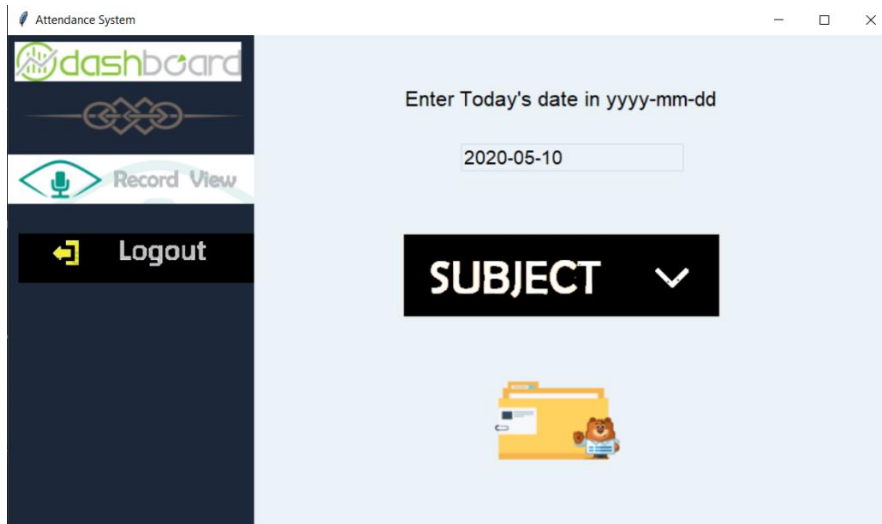 Attendance System
dashboard
Record View
Logout
Enter Today's date in yyyy-mm-dd
2020-05-10
SUBJECT